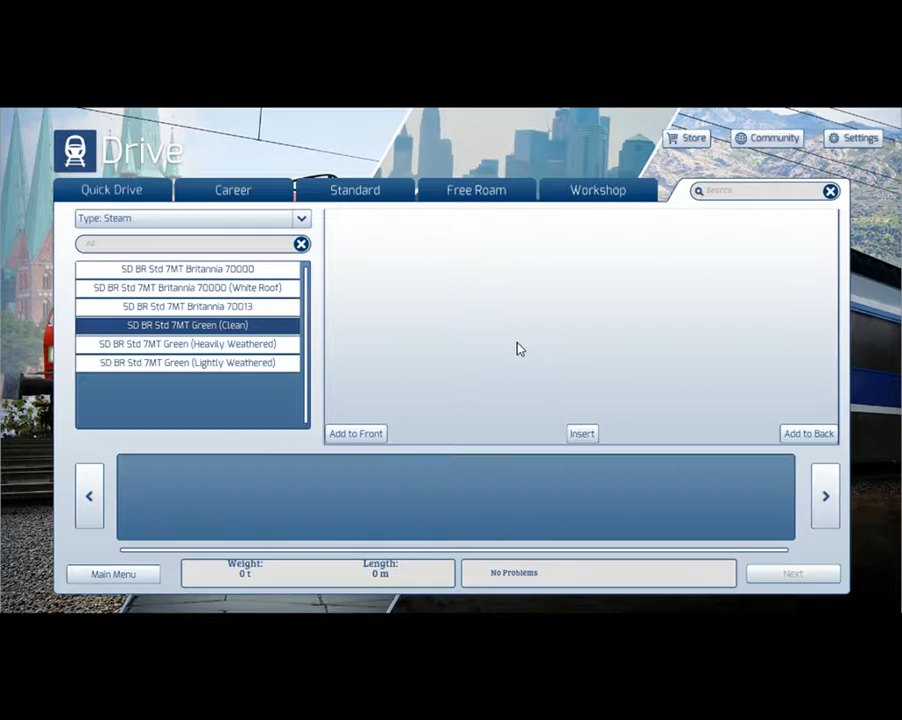 Drive
Store
Community
Settings
Quick Drive
Career
Standard
Free Roam
Workshop
Search
Type: Steam
sd
SD BR Std 7MT Britannia 70000
SD BR Std 7MT Britannia 70000 (White Roof)
SD BR Std 7MT Britannia 70013
SD BR Std 7MT Green (Clean)
SD BR Std 7MT Green (Heavily Weathered)
SD BR Std 7MT Green (Lightly Weathered)
Add to Front
Insert
Add to Back
Weight:
0 t
Length:
0 m
No Problems
Main Menu
Next